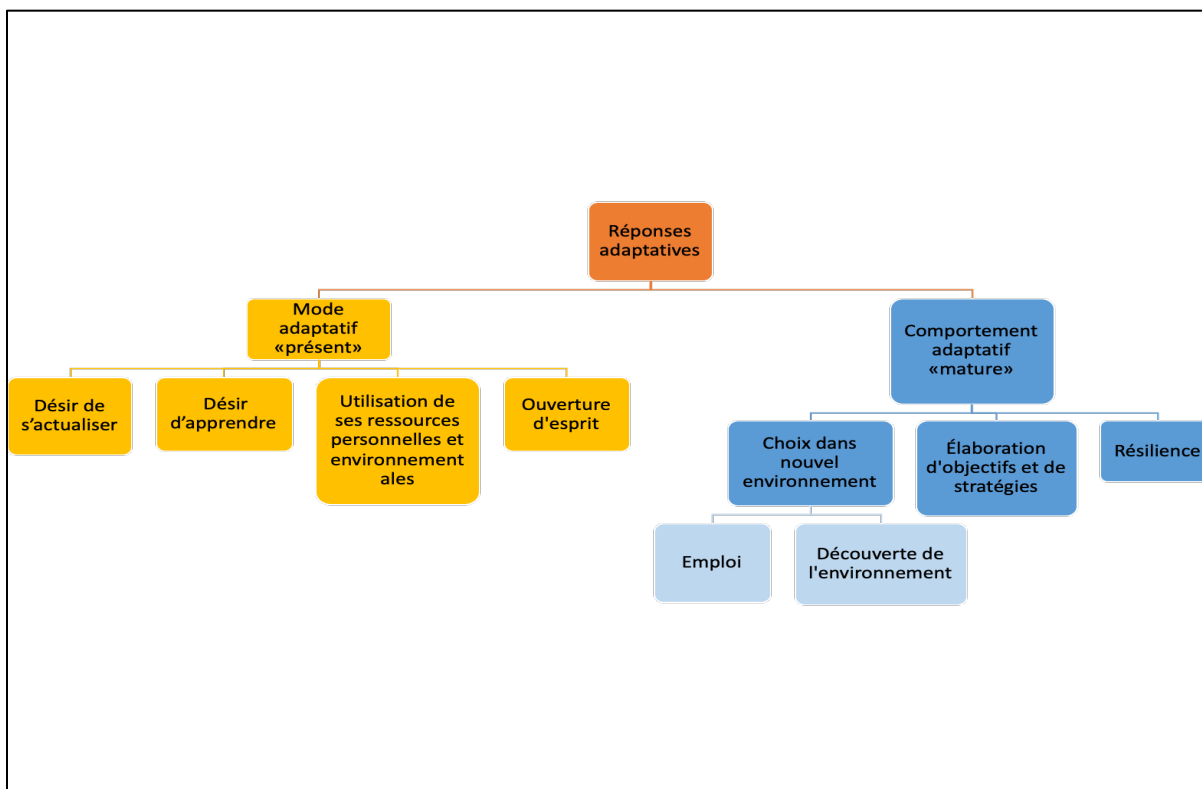 Réponses
adaptatives
Mode
adaptatif
«présent»
Comportement
adaptatif
«mature»
Désir de
s’actualiser
Désir
d’apprendre
Utilisation de
ses ressources
personnelles et
environnement
ales
Ouverture
d'esprit
Choix dans
nouvel
environnement
Élaboration
d'objectifs et de
stratégies
Résilience
Emploi
Découverte de
l'environnement